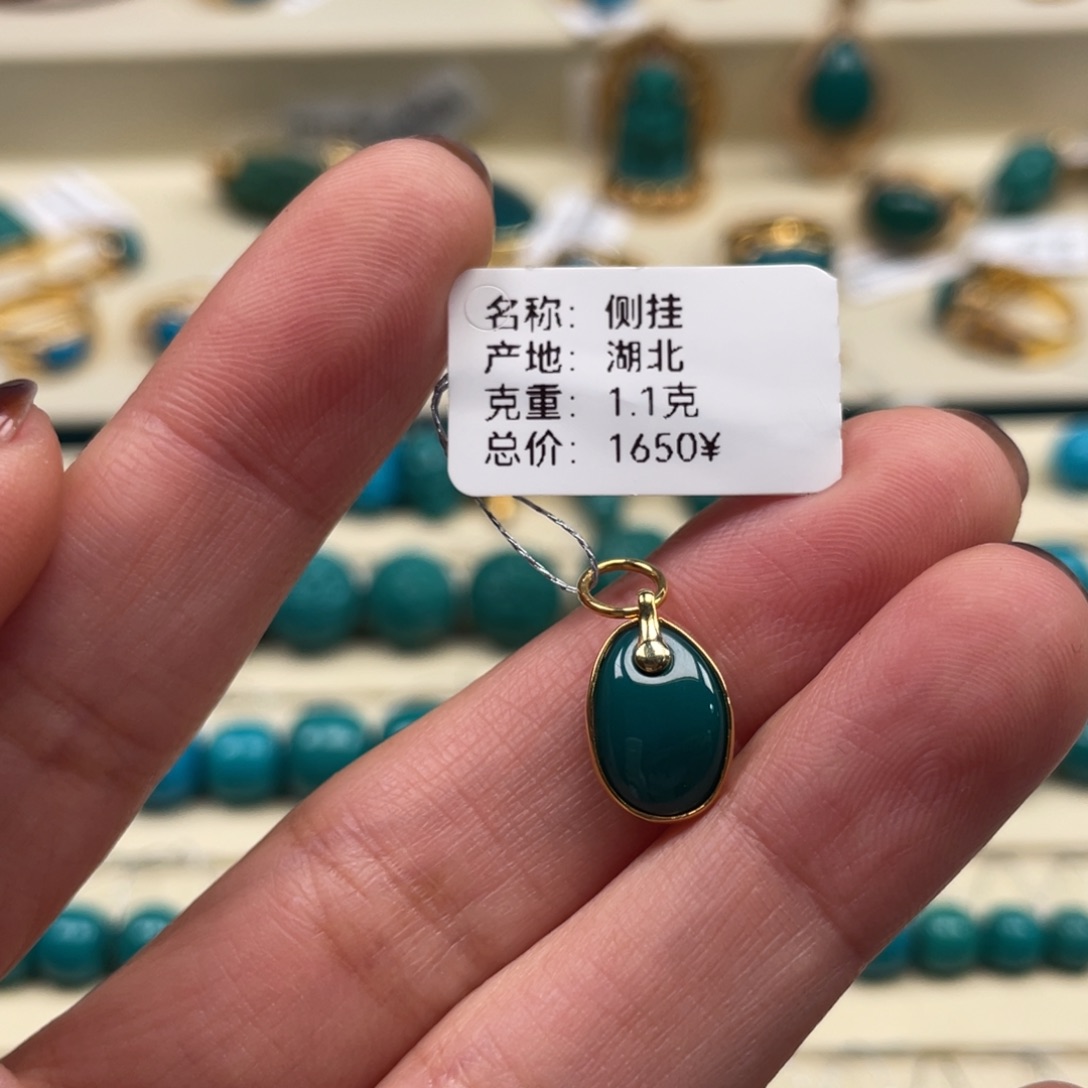 名称: 侧挂
产地: 湖北
克重: 1.1克
总价: 1650¥